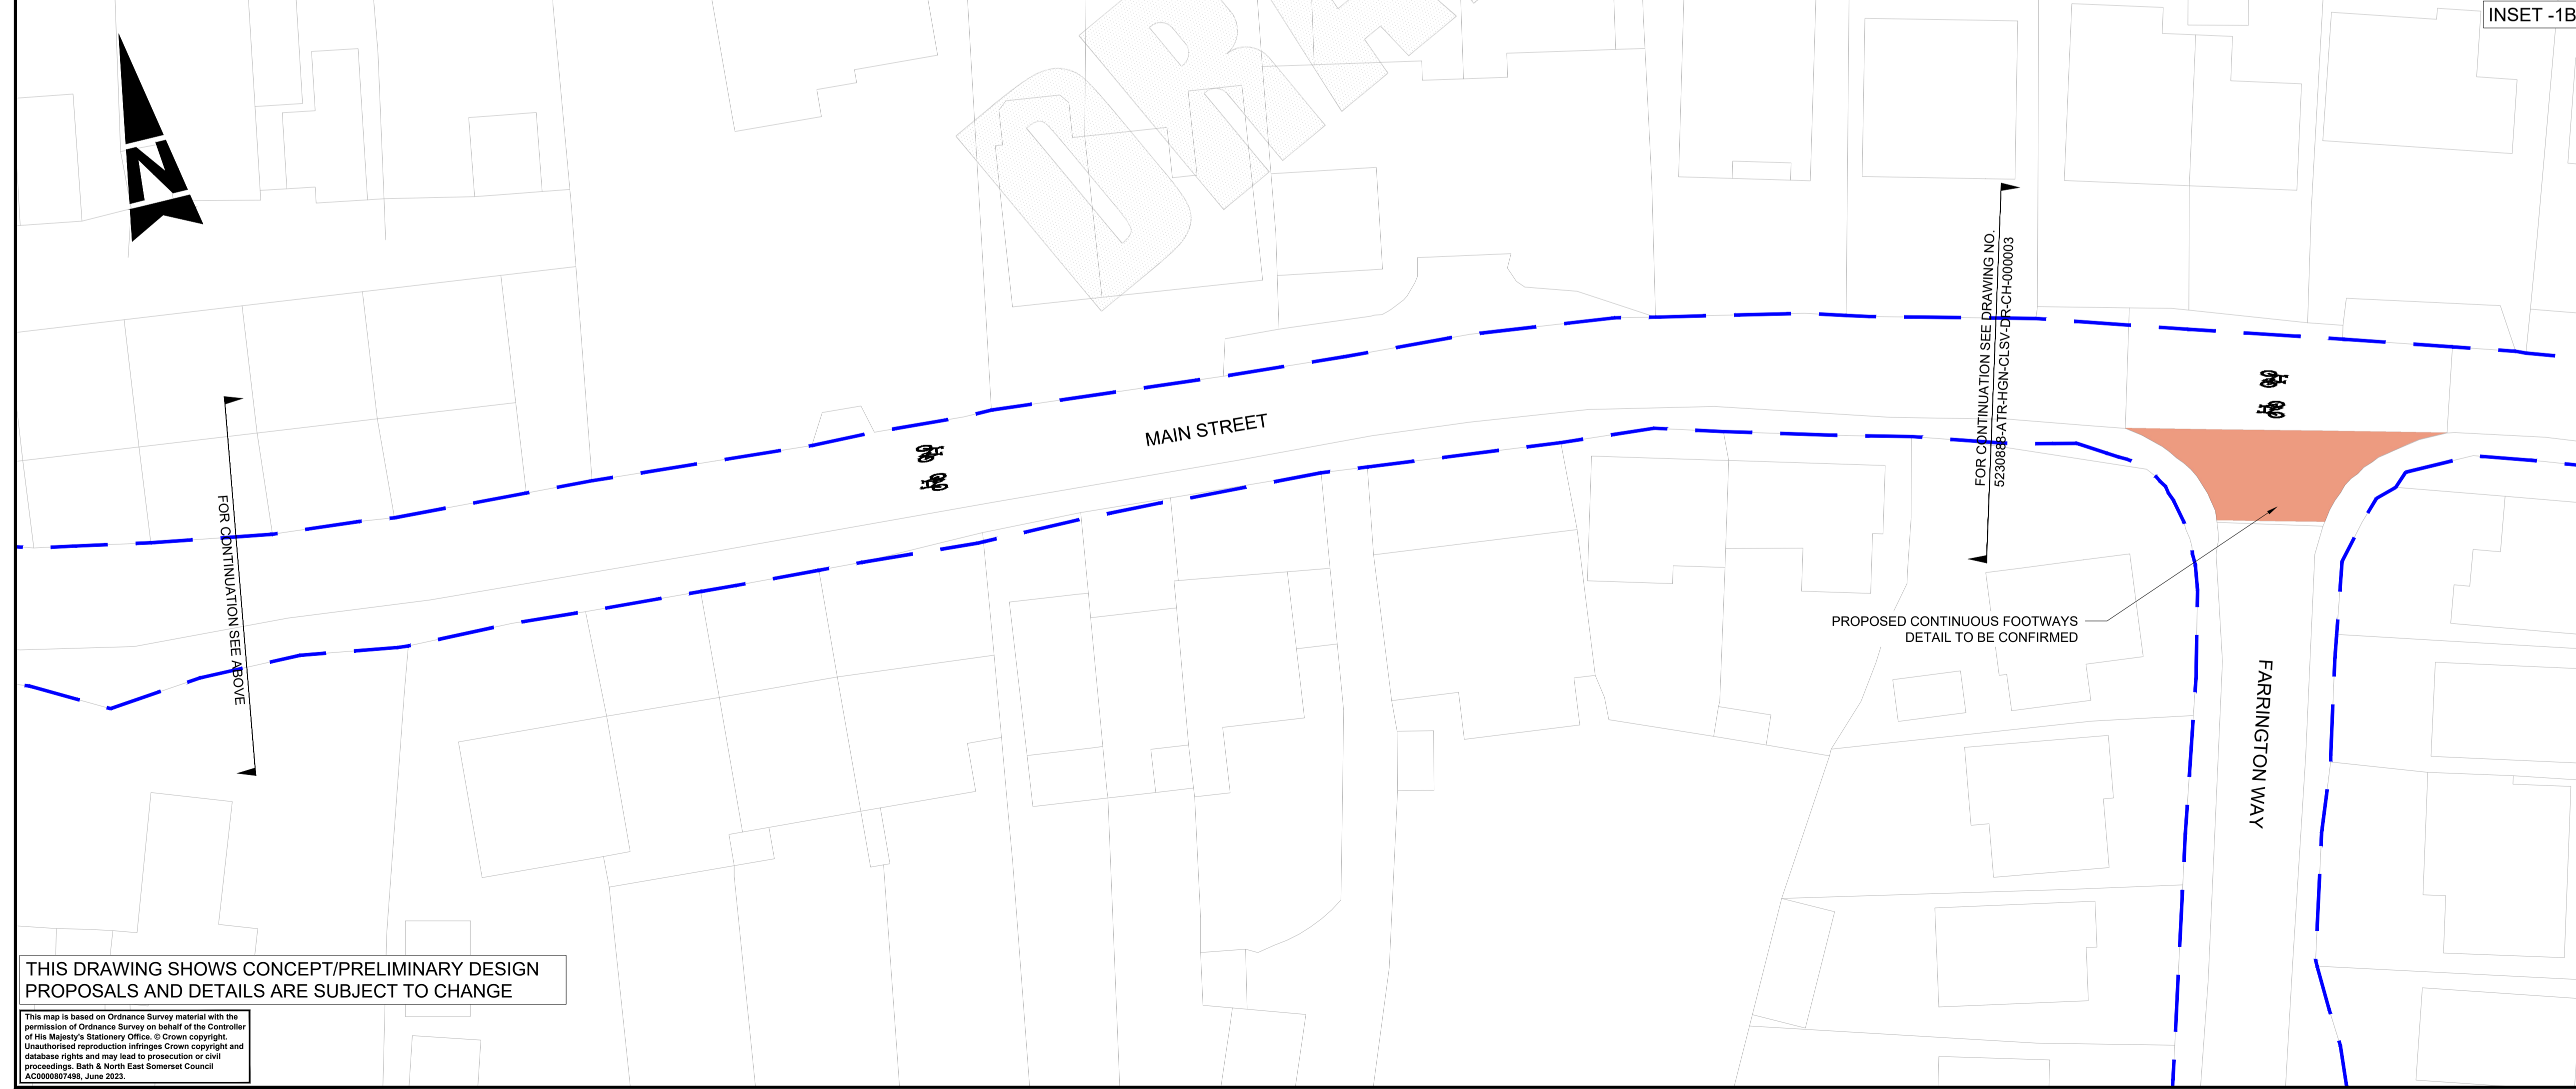 INSET -1B
N
FOR CONTINUATION SEE DRAWING NO.
5230888-ATR-HGN-CLSV-DR-CH-000003
MAIN STREET
FOR CONTINUATION SEE ABOVE
PROPOSED CONTINUOUS FOOTWAYS
DETAIL TO BE CONFIRMED
FARRINGTON WAY
THIS DRAWING SHOWS CONCEPT/PRELIMINARY DESIGN
PROPOSALS AND DETAILS ARE SUBJECT TO CHANGE
This map is based on Ordnance Survey material with the
permission of Ordnance Survey on behalf of the Controller
of His Majesty's Stationery Office. © Crown copyright.
Unauthorised reproduction infringes Crown copyright and
database rights and may lead to prosecution or civil
proceedings. Bath & North East Somerset Council
AC0000807498, June 2023.